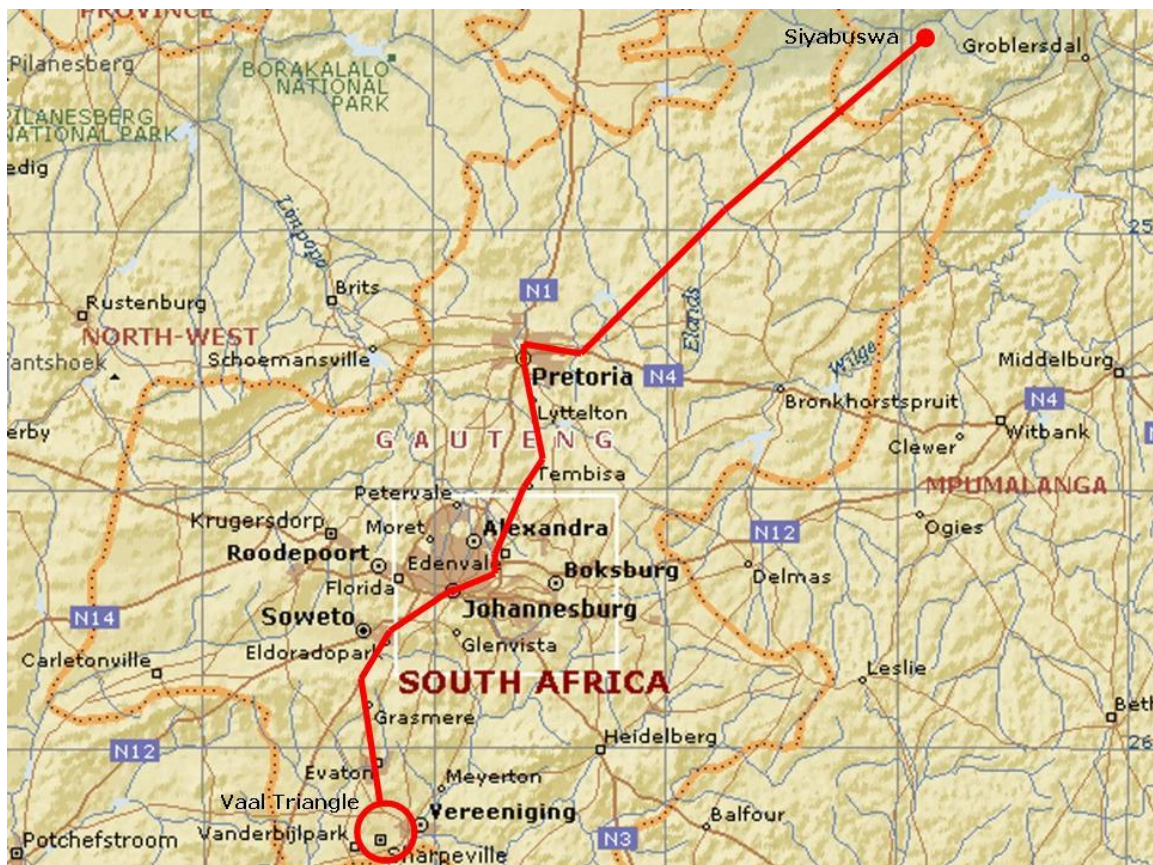 PROVINCE
Siyabuswa
Groblersdal
Pilanesberg
BORAKALALO
NATIONAL
PARK
PILANESBERG
NATIONAL PARK
edig
Limpopo
25
N1
Brits
Rustenburg
Elands
NORTH-WEST
antshoek
Schoemansville
Wilge
Middelburg
Pretoria
N4
Bronkhorstspruit
N4
Lyttelton
erby
GAUTENG
Clewer
Witbank
Tembisa
MPUMALANGA
Petervale
Krugersdorp
Moret
Alexandra
N12
Ogies
Roodepoort
Edenvale
Florida
Boksburg
Delmas
N14
Soweto
Johannesburg
Eldoradopark
Glenvista
Carletonville
SOUTH AFRICA
Leslie
Grasmere
Beth
N12
Heidelberg
26
Evaton
Meyerton
Vaal Triangle
Vereeniging
Balfour
Potchefstroom
Vanderbijlpark
N3
Sharpeville